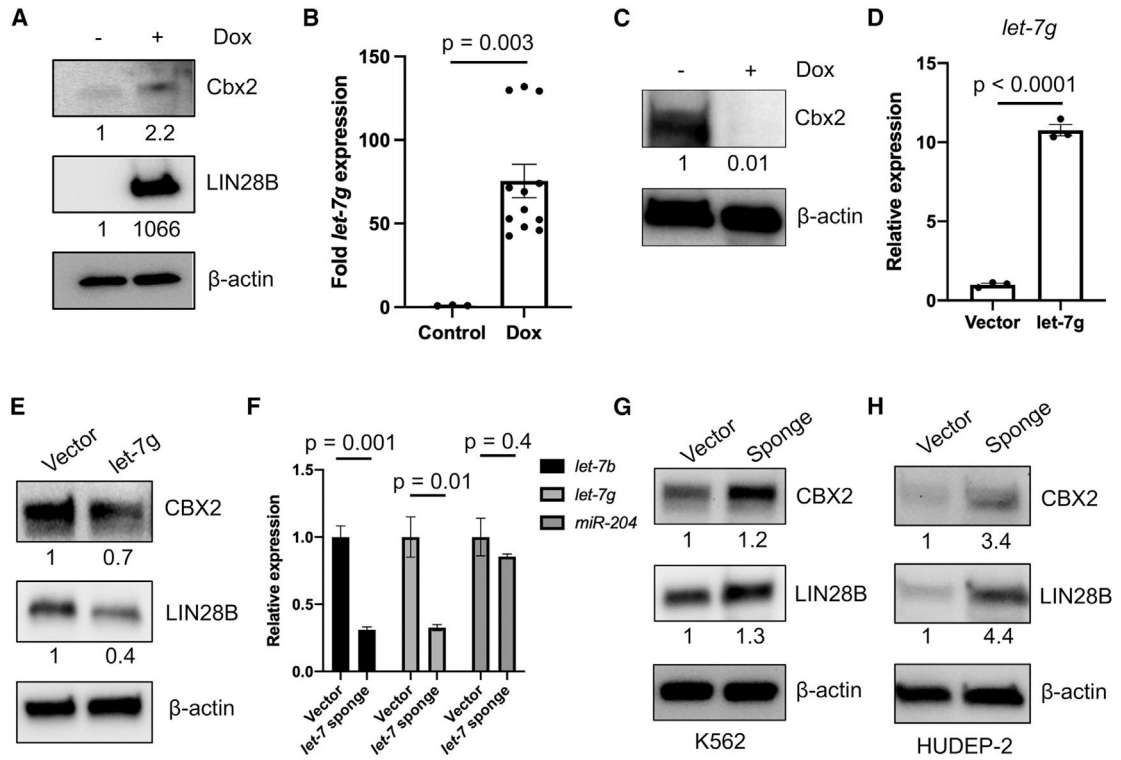 A
- + Dox
Cbx2
1 2.2
LIN28B
1 1066
β-actin
B
p = 0.003
Fold let-7g expression
150
100
50
0
Control Dox
C
- + Dox
Cbx2
1 0.01
β-actin
D
let-7g
p < 0.0001
Relative expression
15
10
5
0
Vector let-7g
E
Vector let-7g
CBX2
1 0.7
LIN28B
1 0.4
β-actin
F
p = 0.001
p = 0.01
p = 0.4
let-7b
let-7g
miR-204
Relative expression
1.5
1.0
0.5
0.0
Vector
let-7 sponge
Vector
let-7 sponge
Vector
let-7 sponge
G
Vector Sponge
CBX2
1 1.2
LIN28B
1 1.3
β-actin
K562
H
Vector Sponge
CBX2
1 3.4
LIN28B
1 4.4
β-actin
HUDEP-2